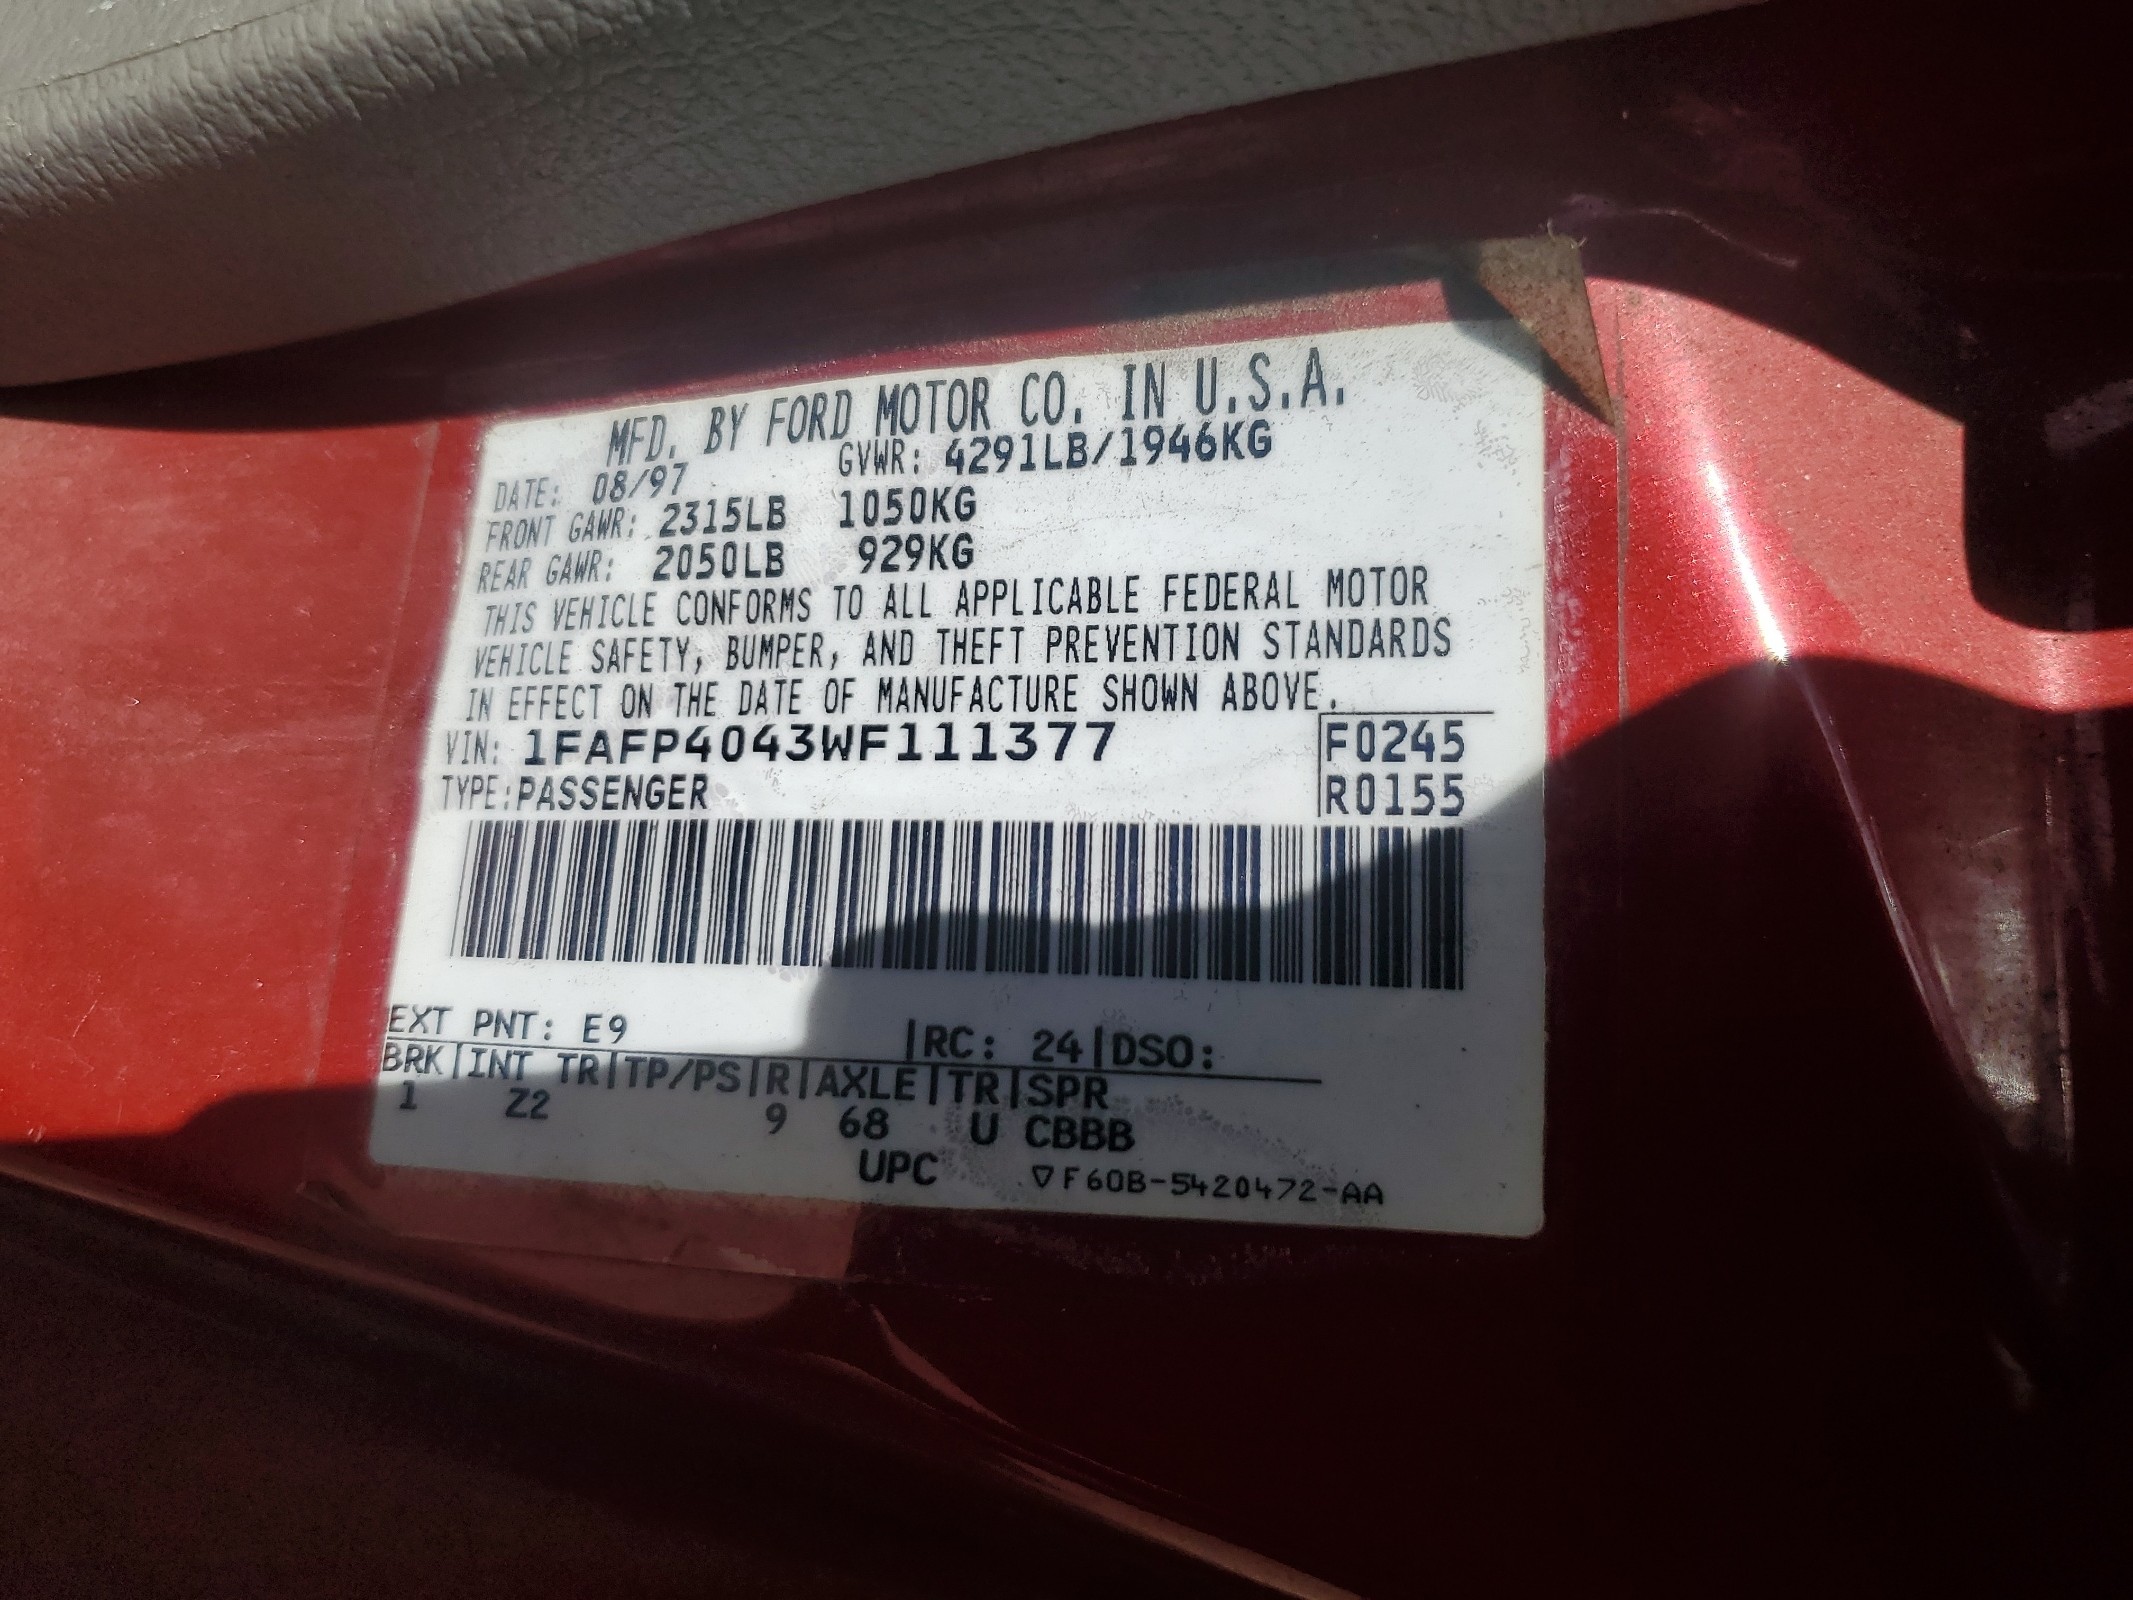 MFD. BY FORD MOTOR CO. IN U.S.A.
DATE: 08/97 GVWR: 4291LB/1946KG
FRONT GAWR: 2315LB 1050KG
REAR GAWR: 2050LB 929KG
THIS VEHICLE CONFORMS TO ALL APPLICABLE FEDERAL MOTOR
VEHICLE SAFETY, BUMPER, AND THEFT PREVENTION STANDARDS
IN EFFECT ON THE DATE OF MANUFACTURE SHOWN ABOVE.
VIN: 1FAFP4043WF111377 F0245
TYPE:PASSENGER R0155
EXT PNT: E9 |RC: 24|DSO:
BRK|INT TR|TP/PS|R|AXLE|TR|SPR
1 Z2 9 68 U CBBB
UPC ▽F60B-5420472-AA